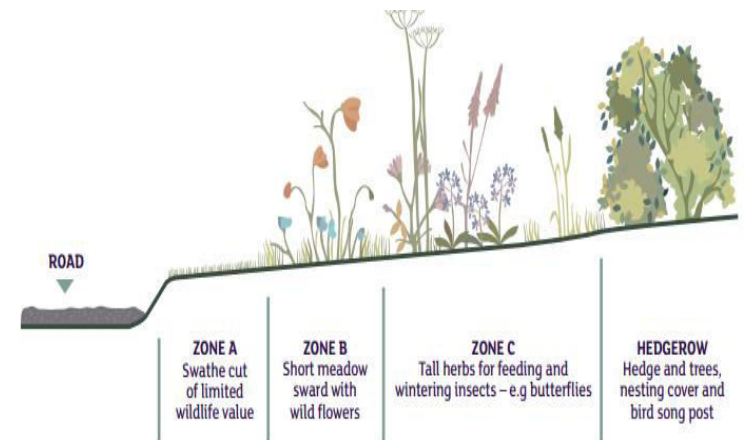 ROAD
ZONE A
Swathe cut
of limited
wildlife value
ZONE B
Short meadow
sward with
wild flowers
ZONE C
Tall herbs for feeding and
wintering insects – e.g butterflies
HEDGEROW
Hedge and trees,
nesting cover and
bird song post